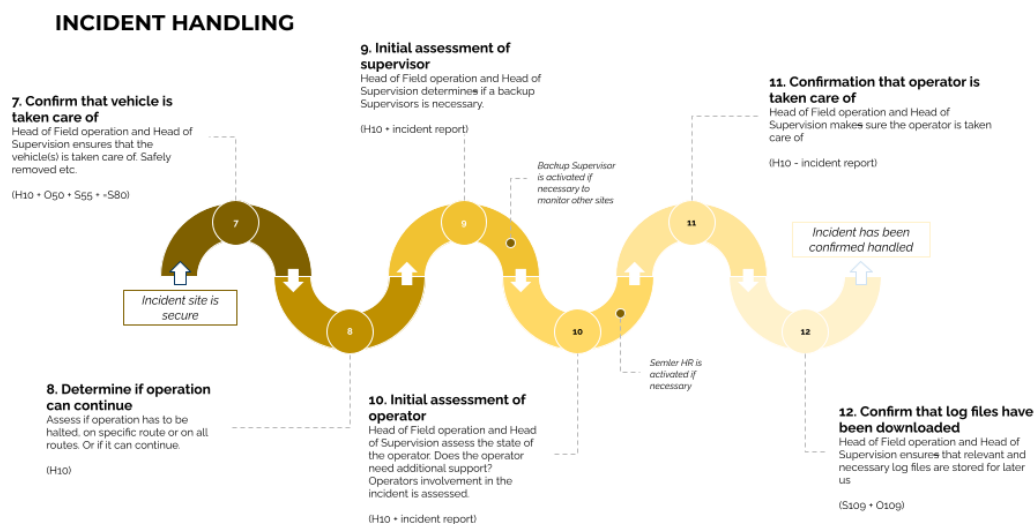 INCIDENT HANDLING
7. Confirm that vehicle is
taken care of
Head of Field operation and Head of
Supervision ensures that the
vehicle(s) is taken care of. Safely
removed etc.
(H10 + O50 + S55 + -S80)
9. Initial assessment of
supervisor
Head of Field operation and Head of
Supervision determines if a backup
Supervisors is necessary.
(H10 + incident report)
11. Confirmation that operator is
taken care of
Head of Field operation and Head of
Supervision makes sure the operator is taken
care of
(H10 - incident report)
Backup Supervisor
is activated if
necessary to
monitor other sites
7
9
11
Incident has been
confirmed handled
Incident site is
secure
8
10
12
Semler HR is
activated if
necessary
8. Determine if operation
can continue
Assess if operation has to be
halted, on specific route or on all
routes. Or if it can continue.
(H10)
10. Initial assessment of
operator
Head of Field operation and Head
of Supervision assess the state of
the operator. Does the operator
need additional support?
Operators involvement in the
incident is assessed.
(H10 + incident report)
12. Confirm that log files have
been downloaded
Head of Field operation and Head of
Supervision ensures that relevant and
necessary log files are stored for later
us
(S109 + O109)